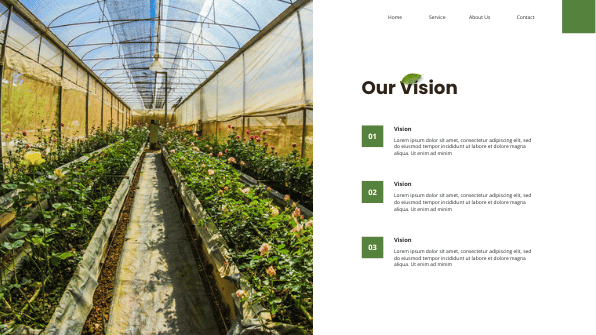 Home Service About Us Contact
Our Vision
01
Vision
Lorem ipsum dolor sit amet, consectetur adipiscing elit, sed
do eiusmod tempor incididunt ut labore et dolore magna
aliqua. Ut enim ad minim
02
Vision
Lorem ipsum dolor sit amet, consectetur adipiscing elit, sed
do eiusmod tempor incididunt ut labore et dolore magna
aliqua. Ut enim ad minim
03
Vision
Lorem ipsum dolor sit amet, consectetur adipiscing elit, sed
do eiusmod tempor incididunt ut labore et dolore magna
aliqua. Ut enim ad minim